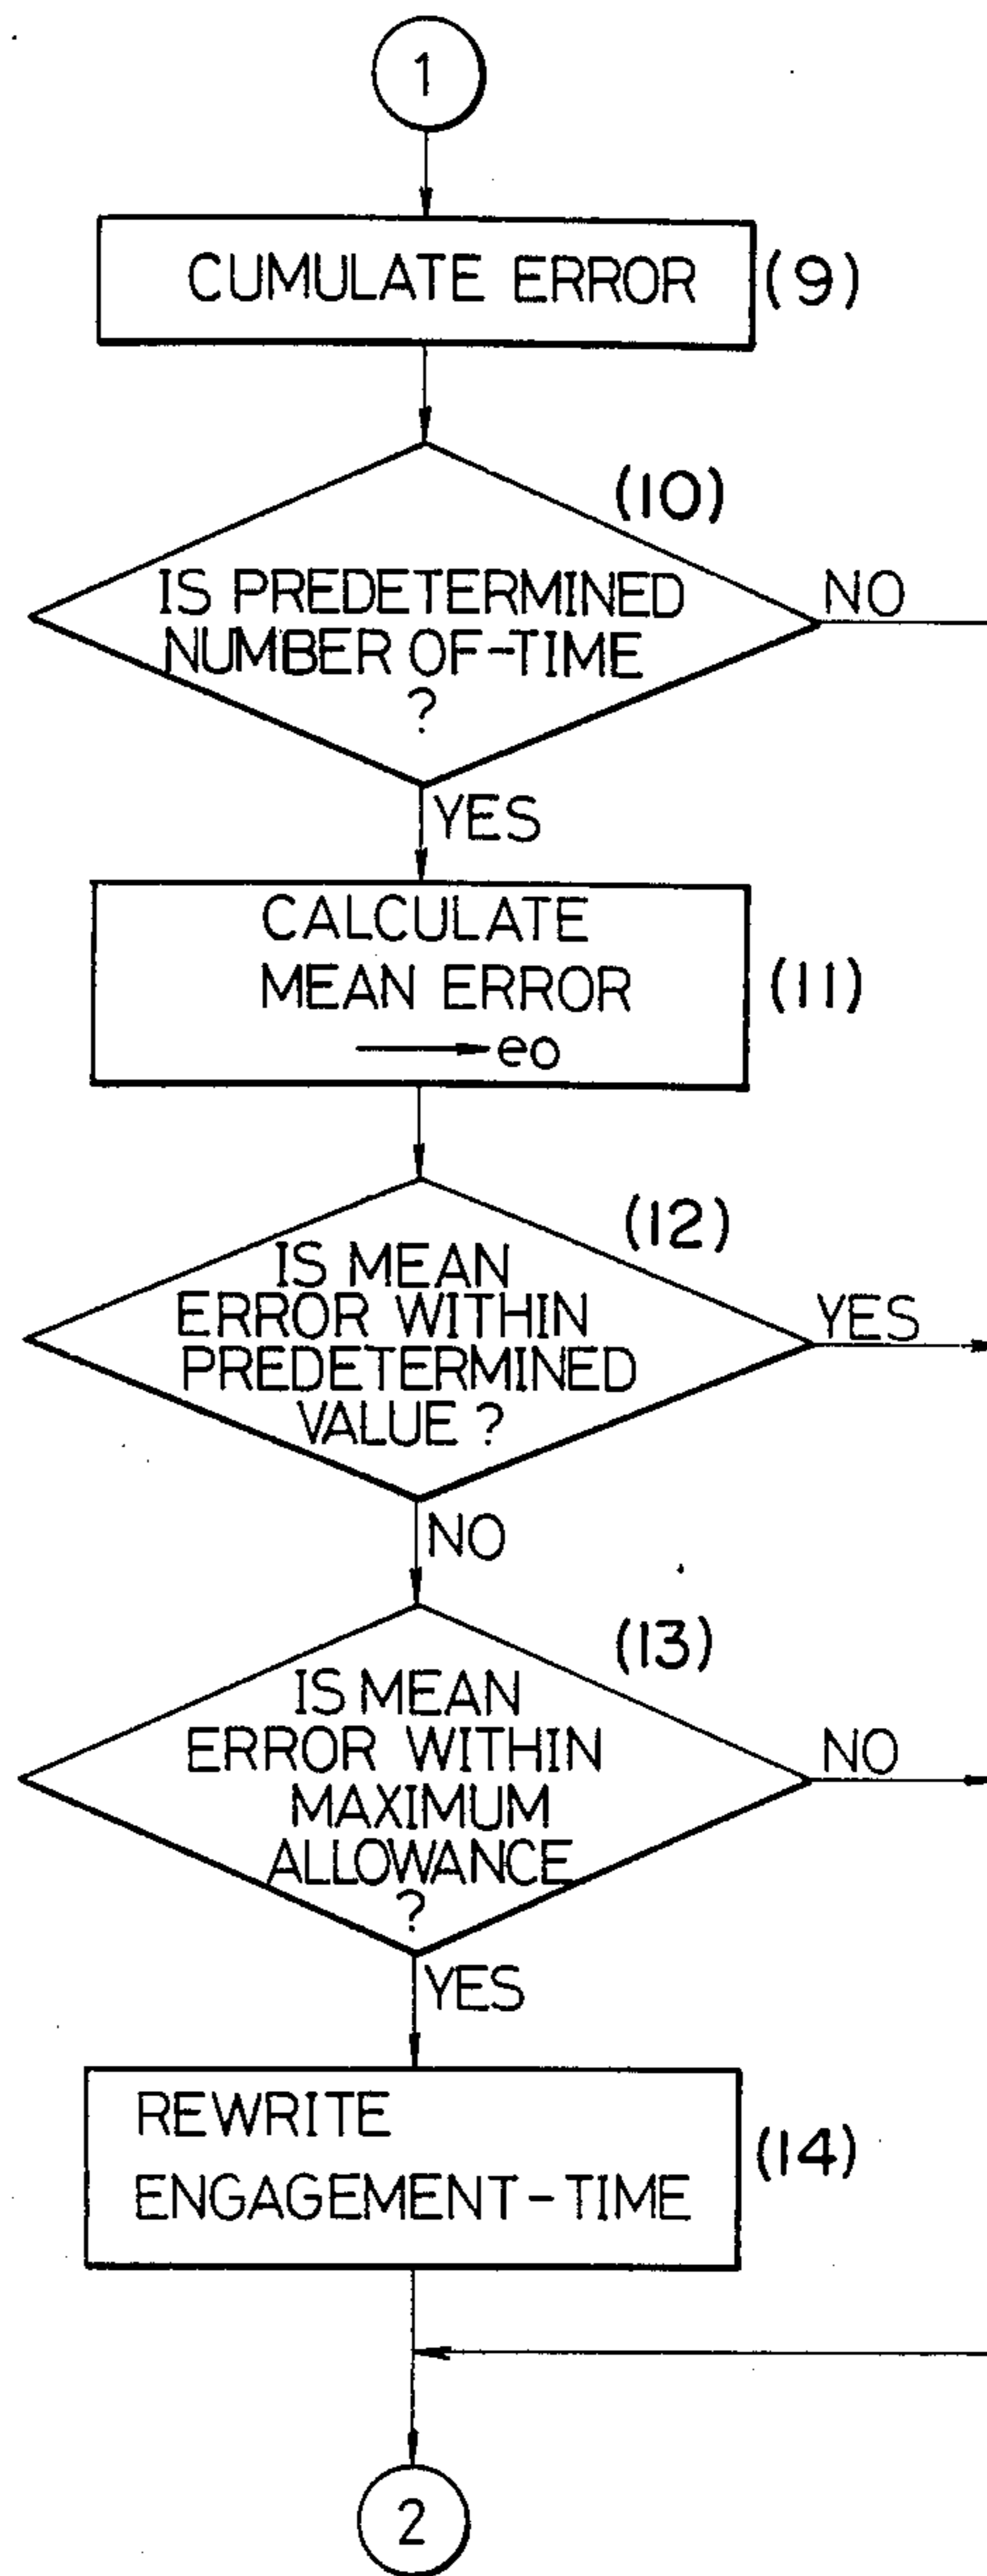 1
CUMULATE ERROR
(9)
(10)
IS PREDETERMINED
NUMBER OF-TIME
?
NO
YES
CALCULATE
MEAN ERROR
→ eo
(11)
(12)
IS MEAN
ERROR WITHIN
PREDETERMINED
VALUE ?
YES
NO
(13)
IS MEAN
ERROR WITHIN
MAXIMUM
ALLOWANCE
?
NO
YES
REWRITE
ENGAGEMENT-TIME
(14)
2